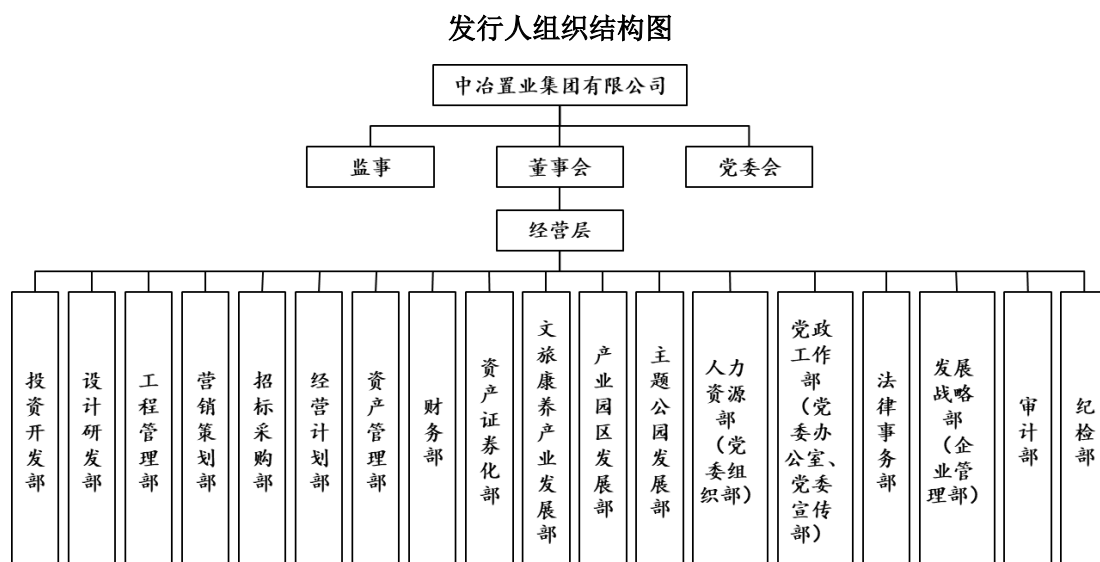 发行人组织结构图
中冶置业集团有限公司
监事
董事会
党委会
经营层
投资开发部
设计研发部
工程管理部
营销策划部
招标采购部
经营计划部
资产管理部
财务部
资产证券化部
文旅康养产业发展部
产业园区发展部
主题公园发展部
人力
资源
部
（党
委组
织部）
党政
工作
部
（党
委办
公室、
党委
宣传
部）
法律事务部
发展
战略
部
（企
业管
理部）
审计部
纪检部